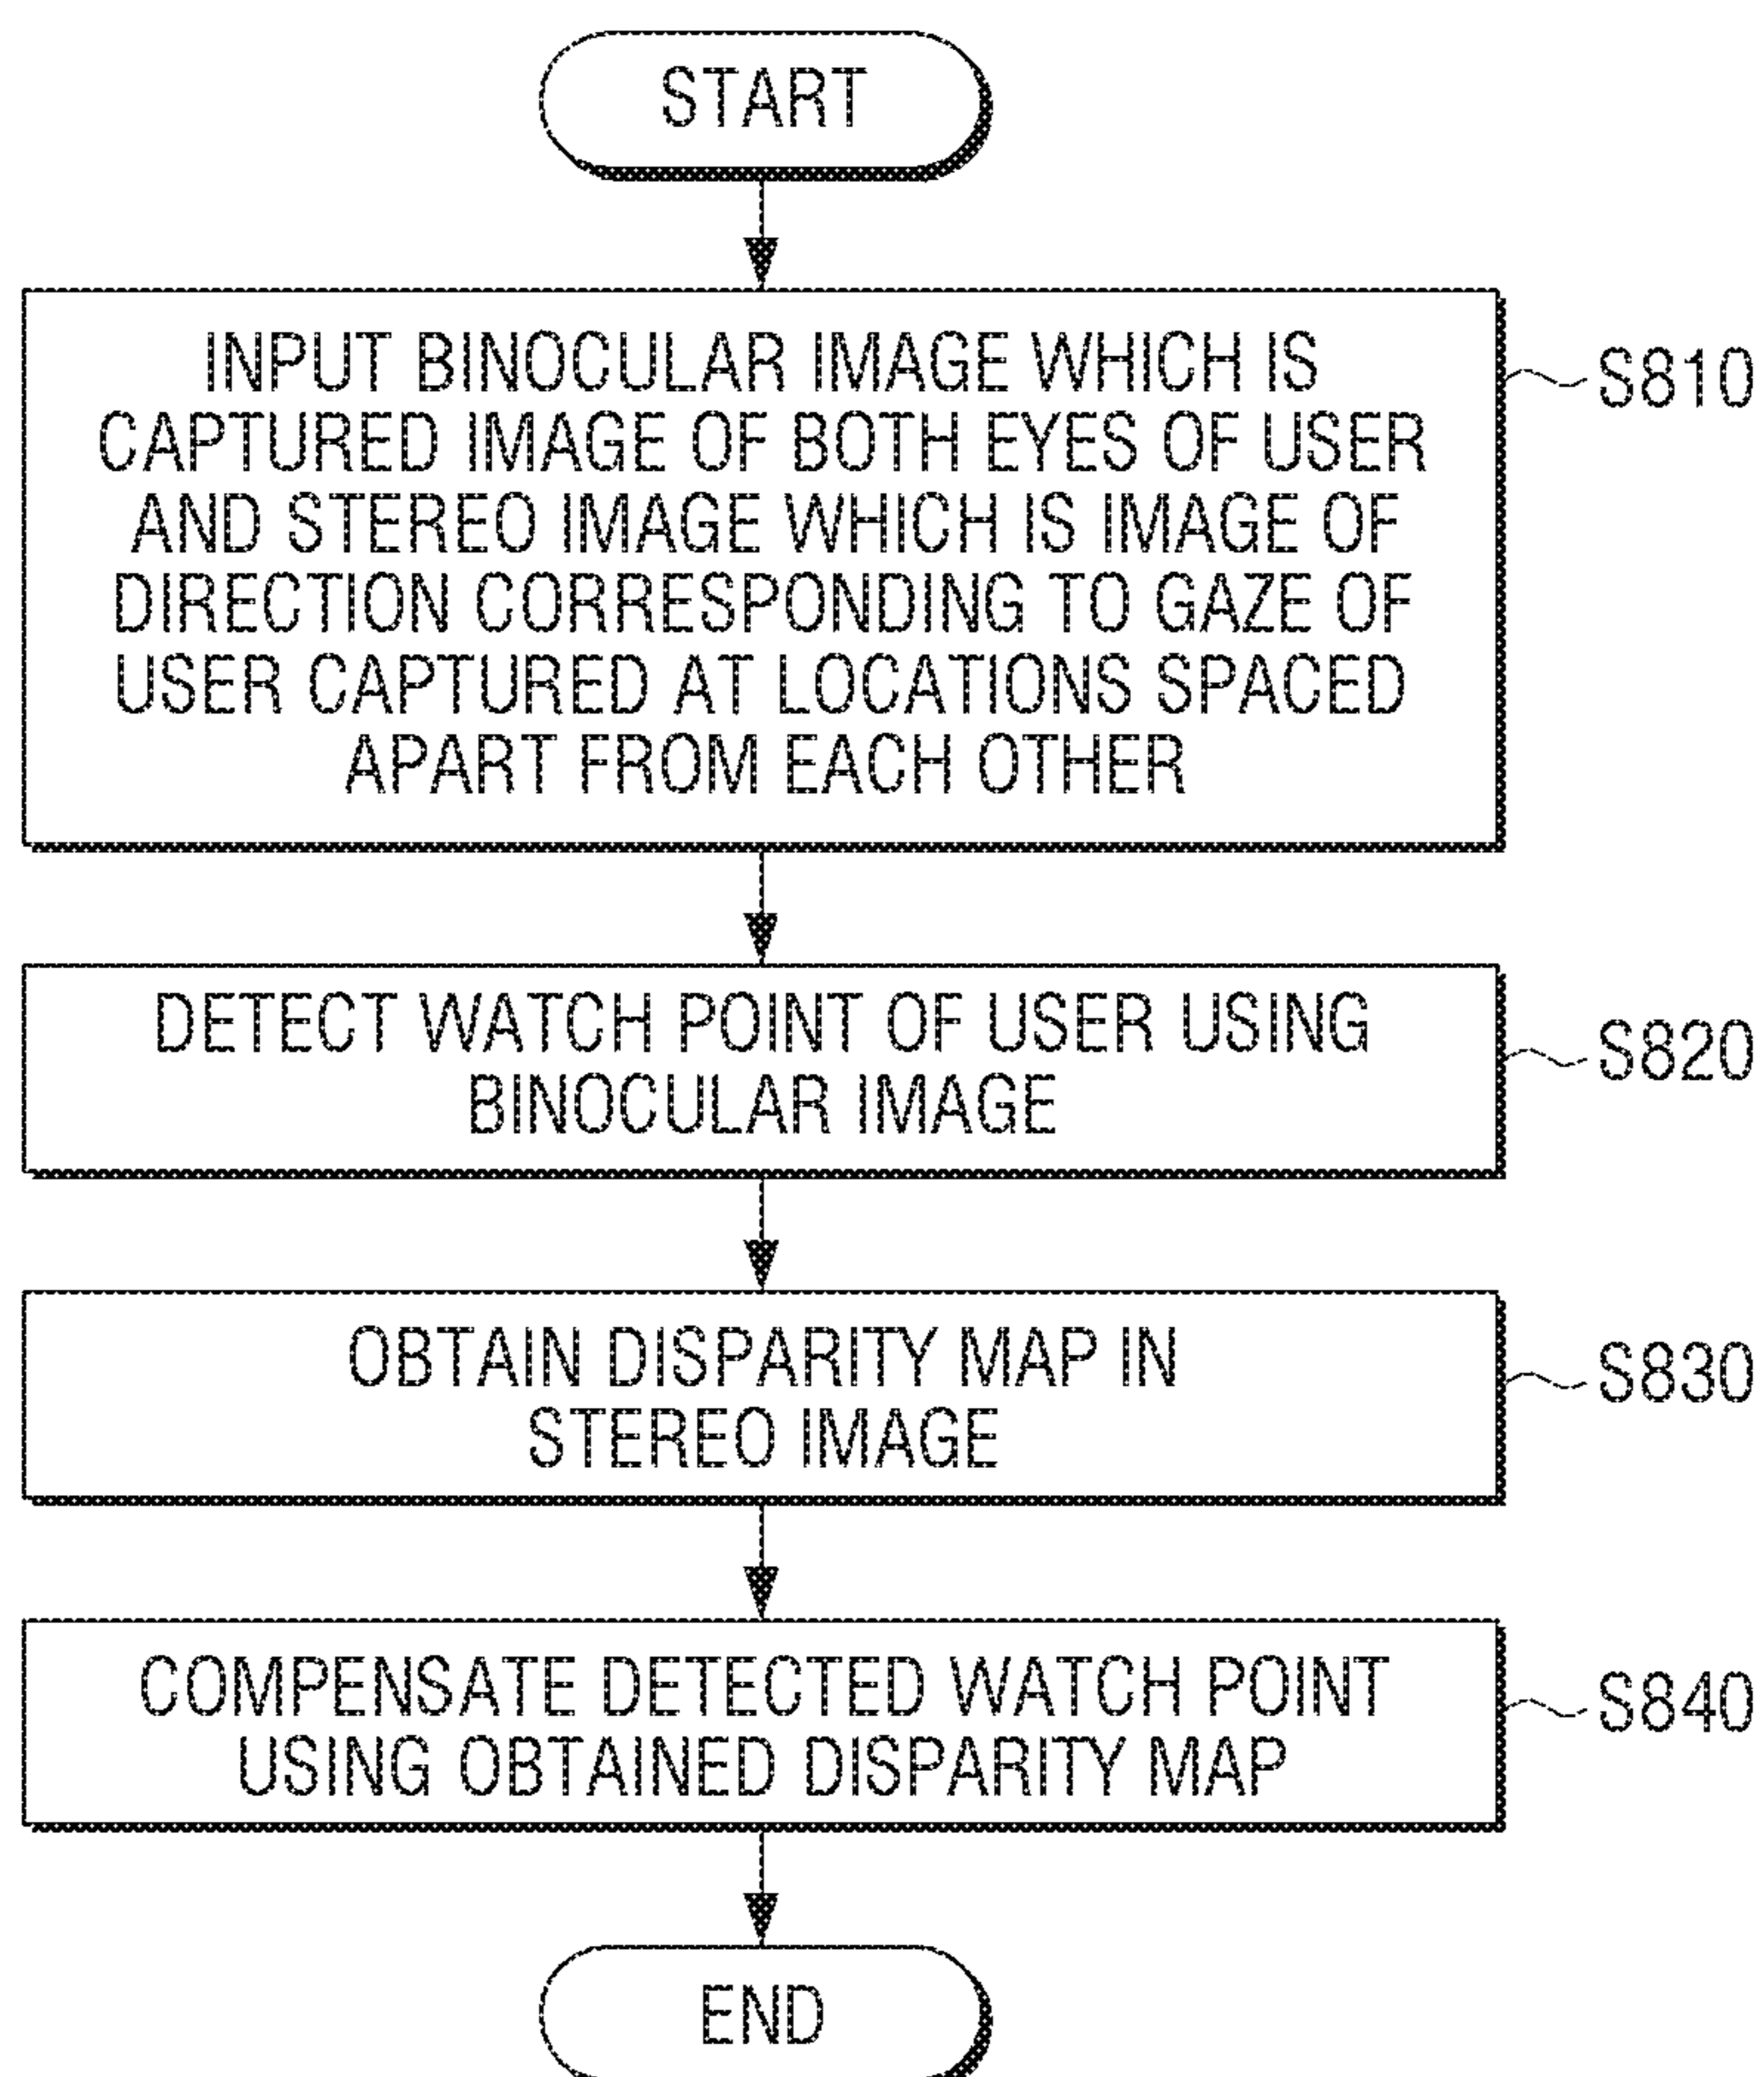 START
INPUT BINOCULAR IMAGE WHICH IS
CAPTURED IMAGE OF BOTH EYES OF USER
AND STEREO IMAGE WHICH IS IMAGE OF
DIRECTION CORRESPONDING TO GAZE OF
USER CAPTURED AT LOCATIONS SPACED
APART FROM EACH OTHER
S810
DETECT WATCH POINT OF USER USING
BINOCULAR IMAGE
S820
OBTAIN DISPARITY MAP IN
STEREO IMAGE
S830
COMPENSATE DETECTED WATCH POINT
USING OBTAINED DISPARITY MAP
S840
END